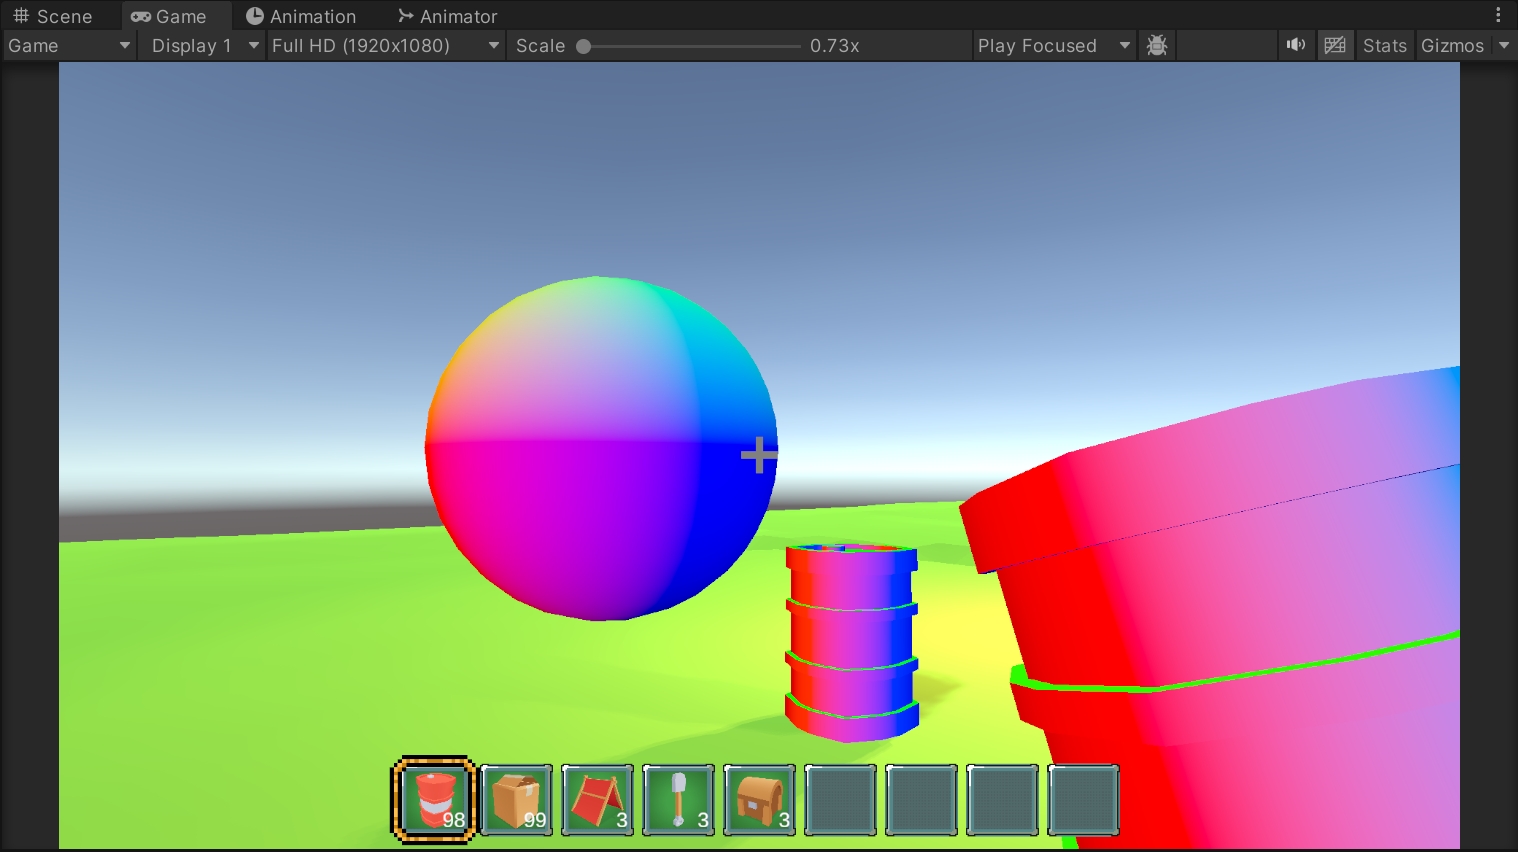 Scene Game Animation Animator
Game Display 1 Full HD (1920x1080) Scale 0.73x Play Focused Stats Gizmos
98 99 3 3 3